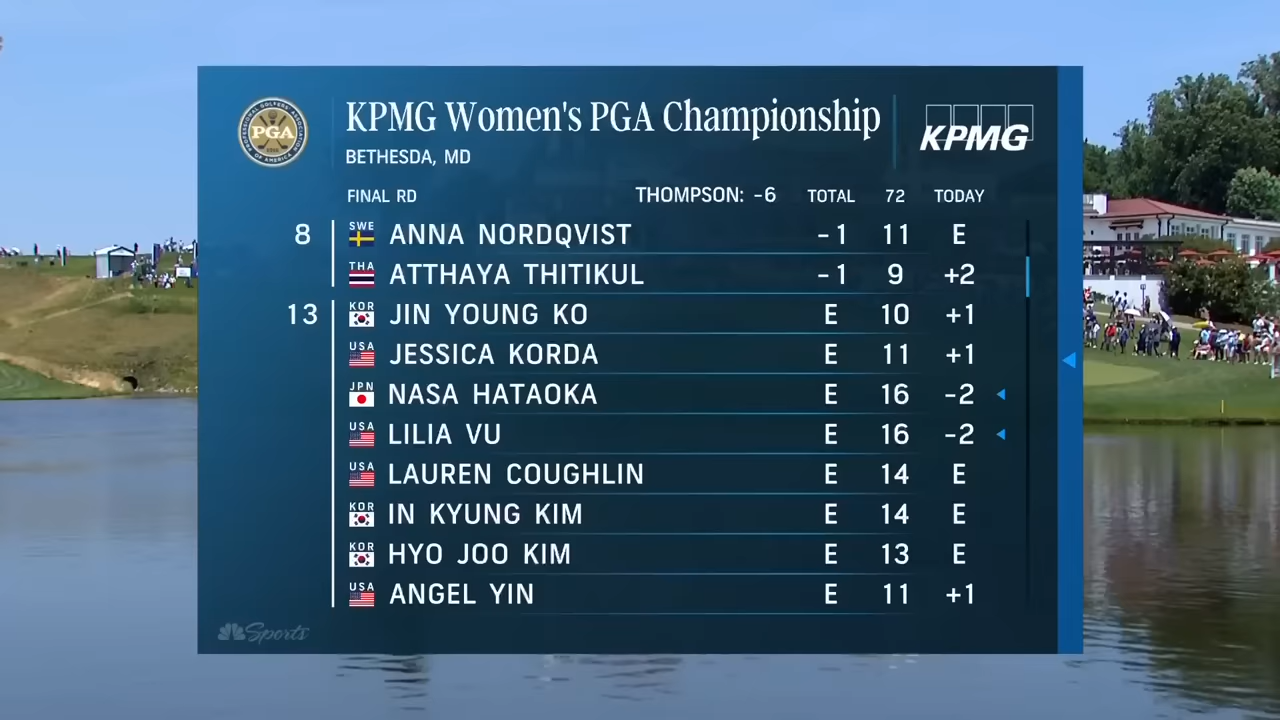 KPMG Women's PGA Championship
PGA
KPMG
BETHESDA, MD
FINAL RD THOMPSON: -6 TOTAL 72 TODAY
8 SWE ANNA NORDQVIST -1 11 E
THA ATTHAYA THITIKUL -1 9 +2
13 KOR JIN YOUNG KO E 10 +1
USA JESSICA KORDA E 11 +1
JPN NASA HATAOKA E 16 -2
USA LILIA VU E 16 -2
USA LAUREN COUGHLIN E 14 E
KOR IN KYUNG KIM E 14 E
KOR HYO JOO KIM E 13 E
USA ANGEL YIN E 11 +1
Sports